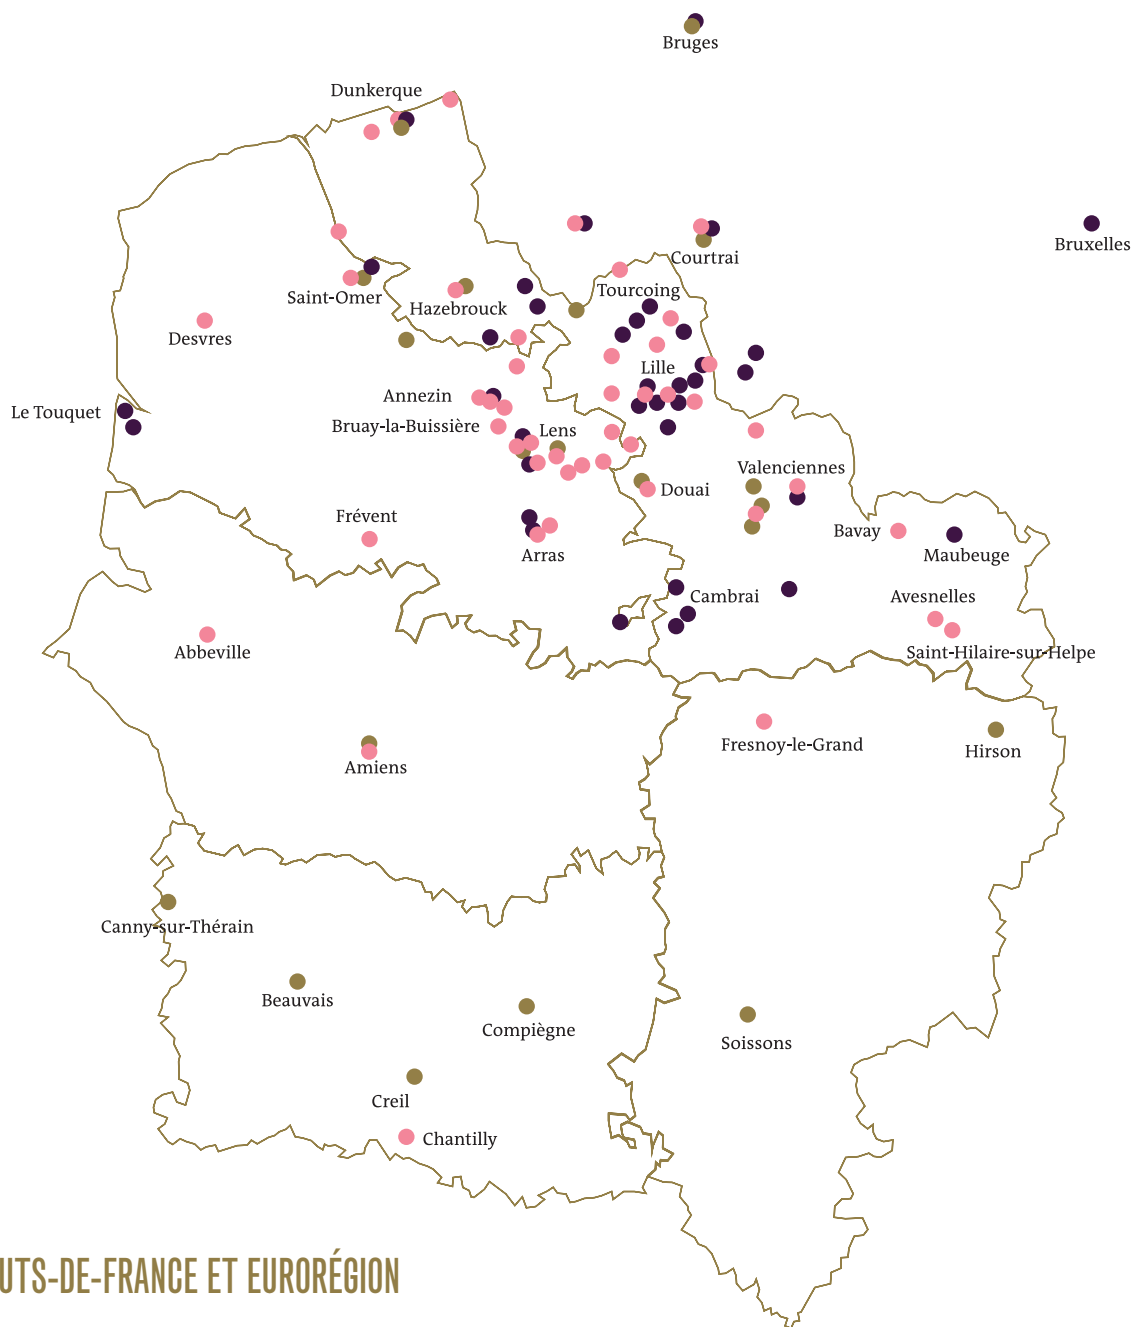 Bruges
Dunkerque
Bruxelles
Courtrai
Saint-Omer
Hazebrouck
Tourcoing
Desvres
Lille
Annezin
Le Touquet
Bruay-la-Buissière
Lens
Valenciennes
Douai
Frévent
Arras
Bavay
Maubeuge
Cambrai
Avesnelles
Abbeville
Saint-Hilaire-sur-Helpe
Fresnoy-le-Grand
Hirson
Amiens
Canny-sur-Thérain
Beauvais
Compiègne
Soissons
Creil
Chantilly
UTS-DE-FRANCE ET EURORÉGION